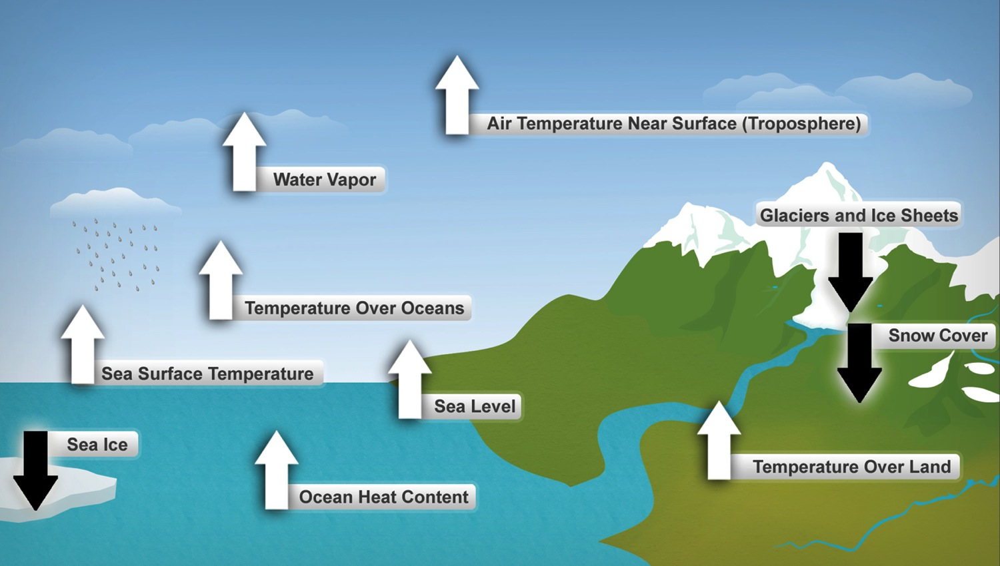 Air Temperature Near Surface (Troposphere)
Water Vapor
Glaciers and Ice Sheets
Temperature Over Oceans
Snow Cover
Sea Surface Temperature
Sea Level
Sea Ice
Temperature Over Land
Ocean Heat Content